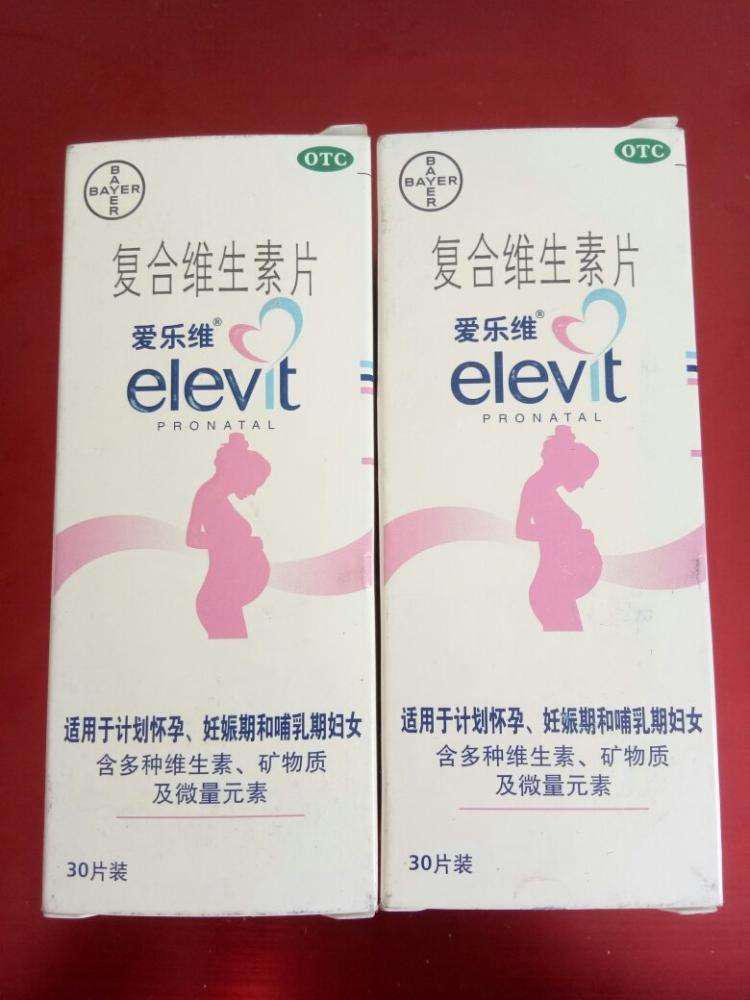 BAYER
BAYER
OTC
复合维生素片
爱乐维®
elevit
PRONATAL
适用于计划怀孕、妊娠期和哺乳期妇女
含多种维生素、矿物质
及微量元素
30片装
BAYER
BAYER
OTC
复合维生素片
爱乐维®
elevit
PRONATAL
适用于计划怀孕、妊娠期和哺乳期妇女
含多种维生素、矿物质
及微量元素
30片装